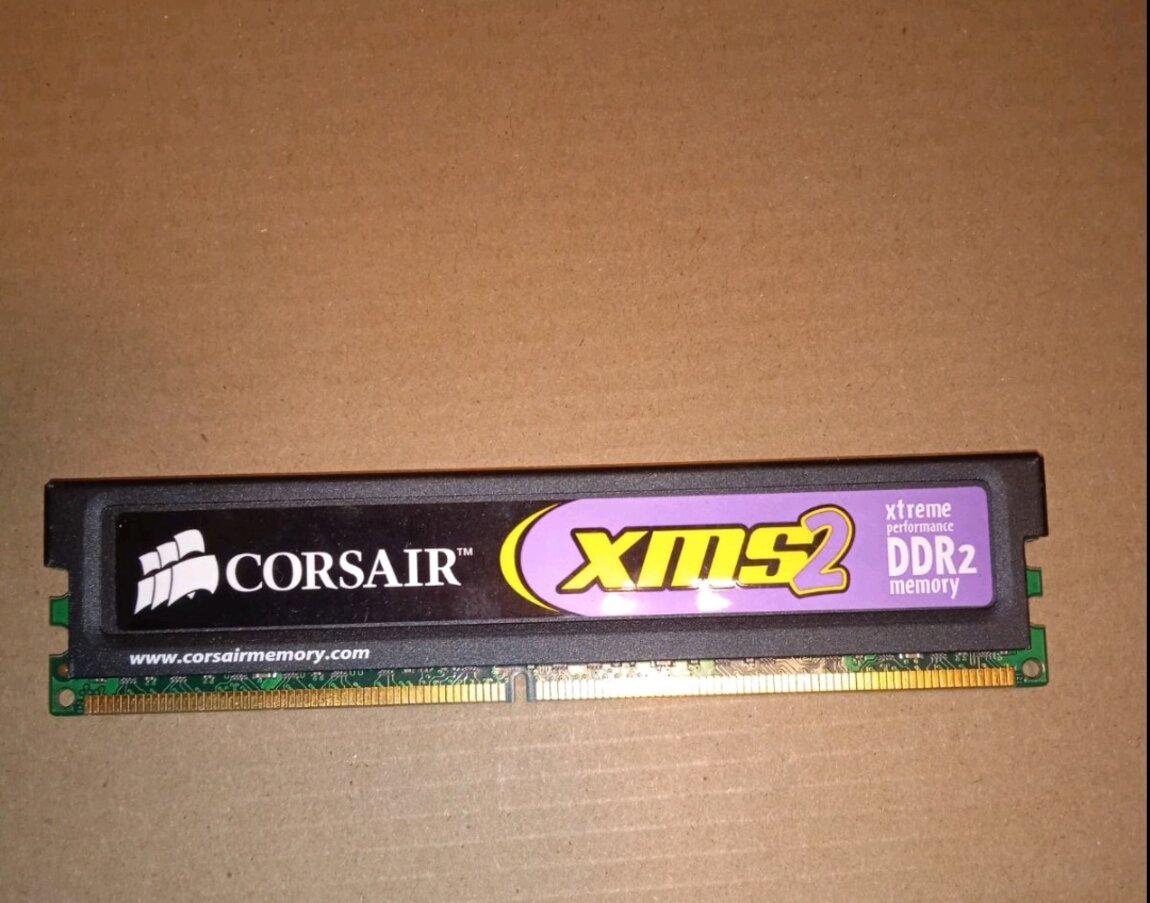 CORSAIR™
xms2
xtreme
performance
DDR2
memory
www.corsairmemory.com